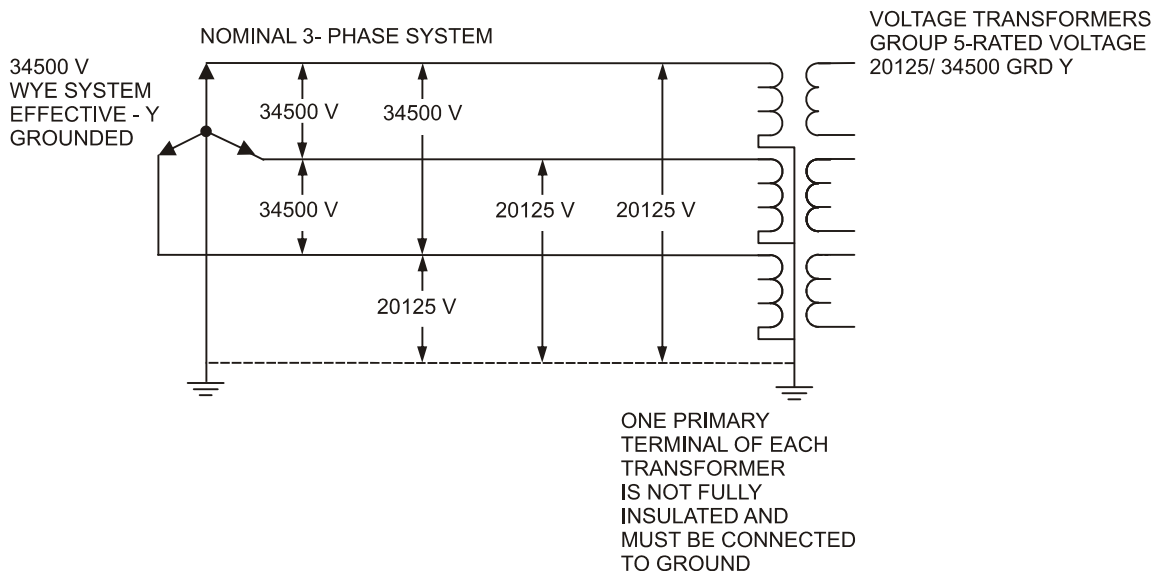 NOMINAL 3- PHASE SYSTEM
34500 V
WYE SYSTEM
EFFECTIVE - Y
GROUNDED
VOLTAGE TRANSFORMERS
GROUP 5-RATED VOLTAGE
20125/ 34500 GRD Y
34500 V
34500 V
34500 V
20125 V
20125 V
20125 V
ONE PRIMARY
TERMINAL OF EACH
TRANSFORMER
IS NOT FULLY
INSULATED AND
MUST BE CONNECTED
TO GROUND